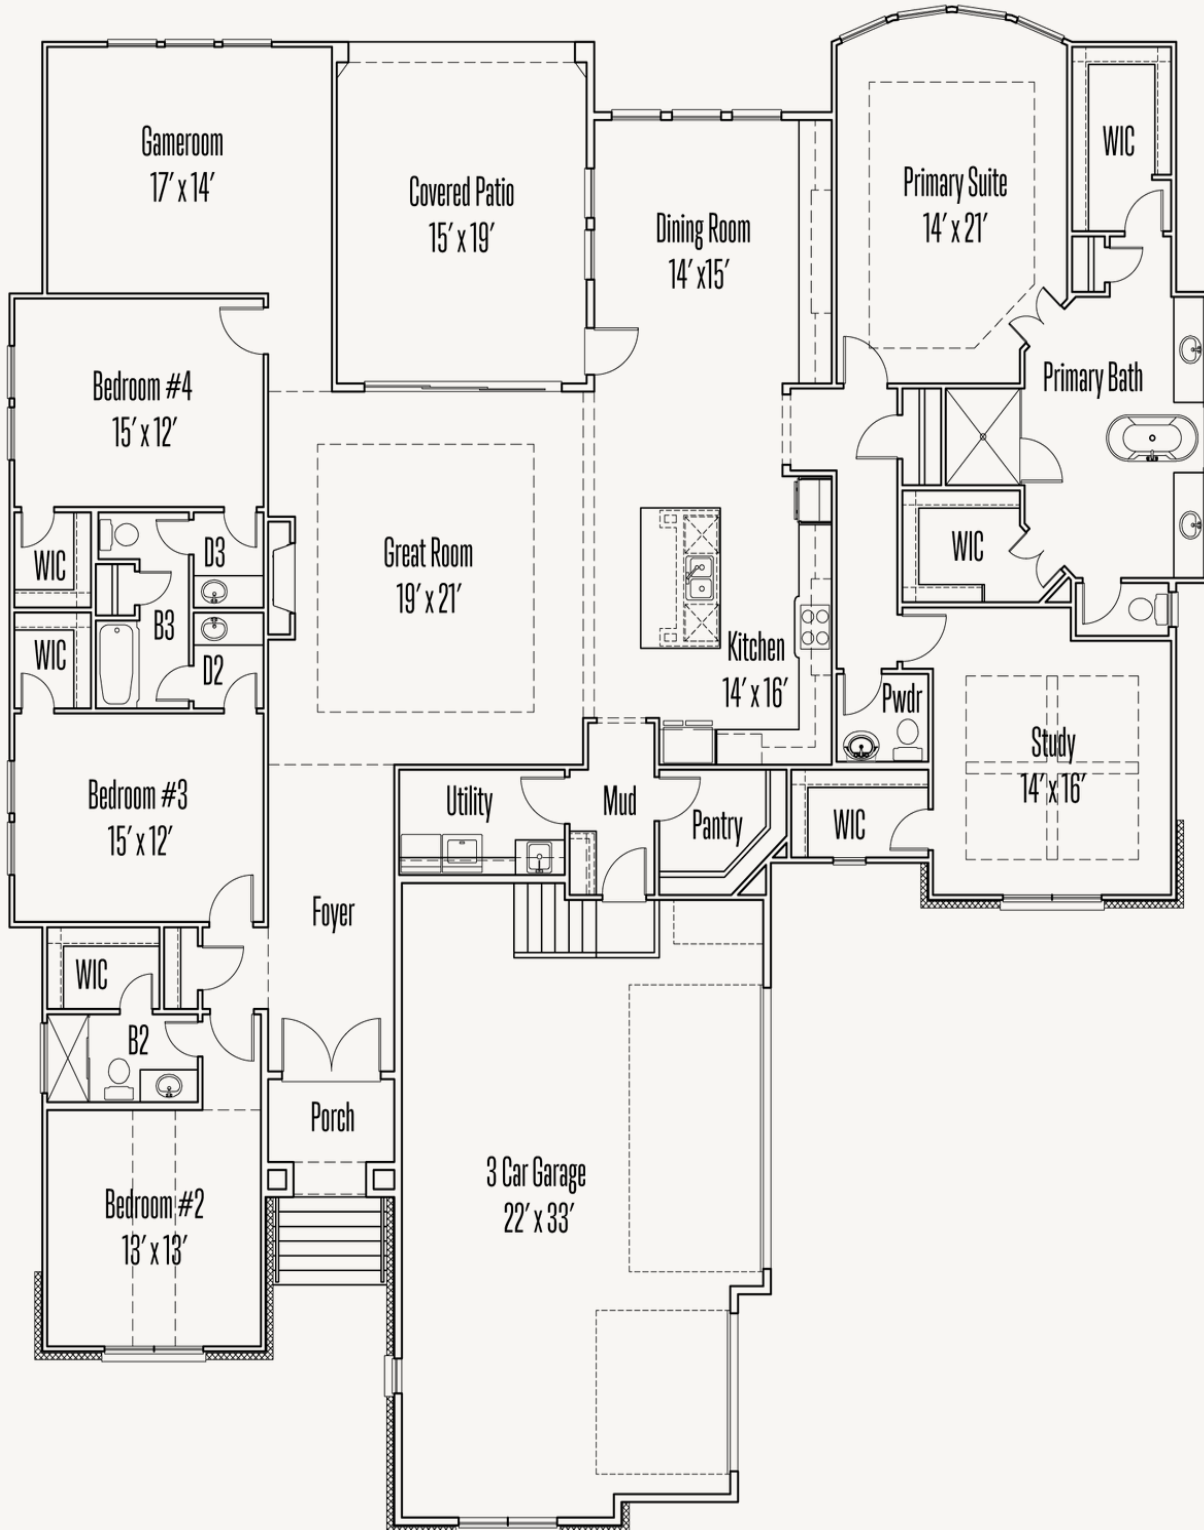 Gameroom
17' x 14'
Covered Patio
15' x 19'
Dining Room
14' x15'
Primary Suite
14' x 21'
WIC
Bedroom #4
15' x 12'
Primary Bath
WIC
D3
B3
WIC
D2
Great Room
19' x 21'
WIC
Kitchen
14' x 16'
Pwdr
Study
14' x 16'
Bedroom #3
15' x 12'
Utility
Mud
Pantry
WIC
Foyer
WIC
B2
Porch
Bedroom #2
13' x 13'
3 Car Garage
22' x 33'